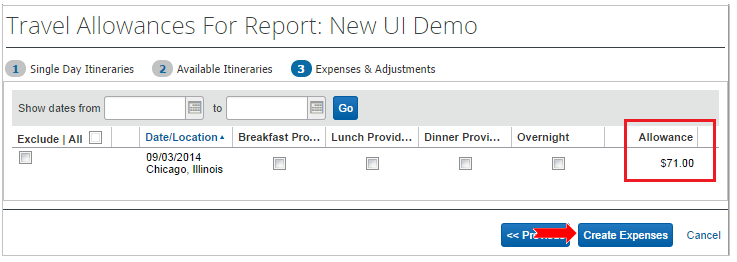 Travel Allowances For Report: New UI Demo
1 Single Day Itineraries 2 Available Itineraries 3 Expenses & Adjustments
Show dates from to Go
Exclude | All Date/Location Breakfast Pro... Lunch Provid... Dinner Provi... Overnight Allowance
09/03/2014
Chicago, Illinois
$71.00
<< Create Expenses Cancel